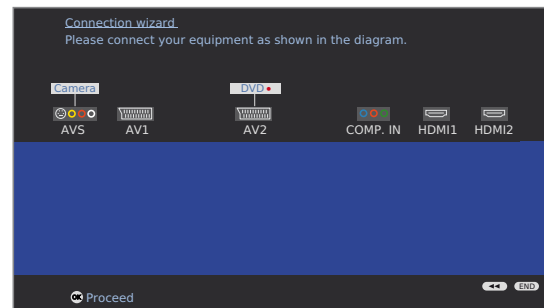 Connection wizard
Please connect your equipment as shown in the diagram.
Camera DVD
AVS AV1 AV2 COMP. IN HDMI1 HDMI2
END
OK Proceed